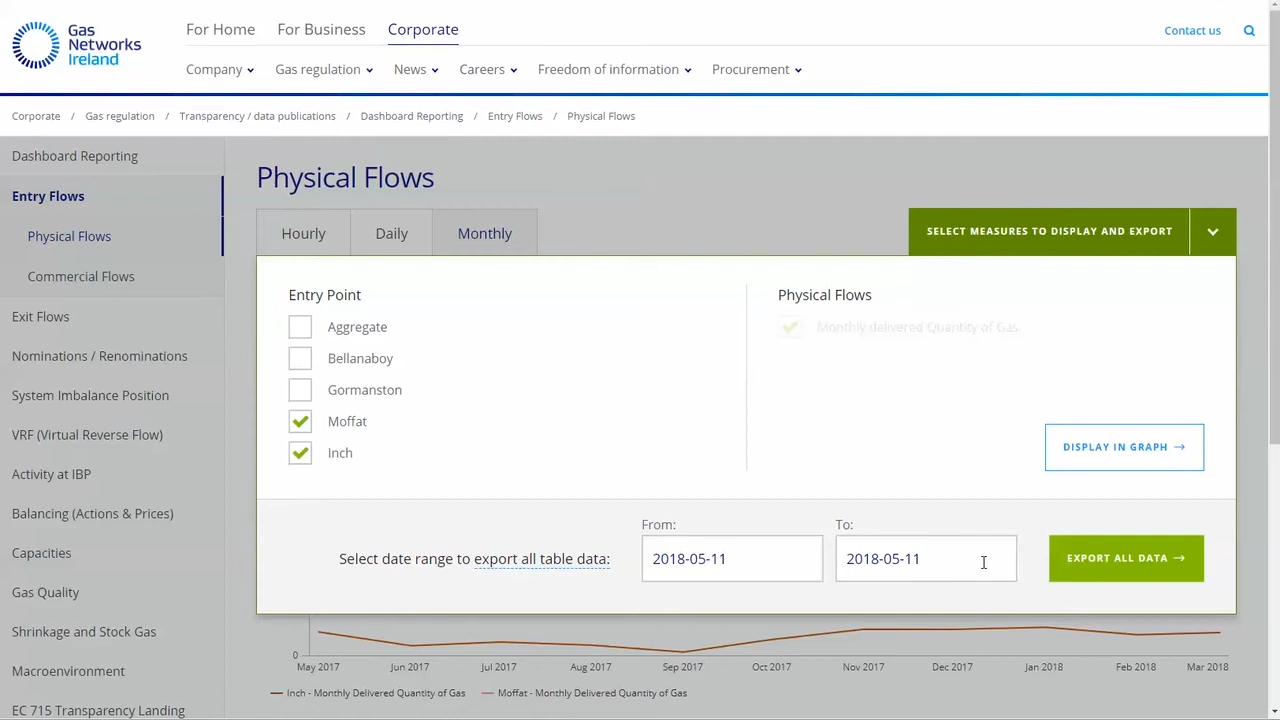 Gas
Networks
Ireland
For Home
For Business
Corporate
Contact us
Company
Gas regulation
News
Careers
Freedom of information
Procurement
Corporate / Gas regulation / Transparency / data publications / Dashboard Reporting / Entry Flows / Physical Flows
Dashboard Reporting
Entry Flows
Physical Flows
Commercial Flows
Exit Flows
Nominations / Renominations
System Imbalance Position
VRF (Virtual Reverse Flow)
Activity at IBP
Balancing (Actions & Prices)
Capacities
Gas Quality
Shrinkage and Stock Gas
Macroenvironment
EC 715 Transparency Landing
Physical Flows
Hourly
Daily
Monthly
SELECT MEASURES TO DISPLAY AND EXPORT
Entry Point
Aggregate
Bellanaboy
Gormanston
Moffat
Inch
Physical Flows
Monthly delivered Quantity of Gas
DISPLAY IN GRAPH →
Select date range to export all table data:
From:
2018-05-11
To:
2018-05-11
EXPORT ALL DATA →
0
May 2017
Jun 2017
Jul 2017
Aug 2017
Sep 2017
Oct 2017
Nov 2017
Dec 2017
Jan 2018
Feb 2018
Mar 2018
Inch - Monthly Delivered Quantity of Gas
Moffat - Monthly Delivered Quantity of Gas